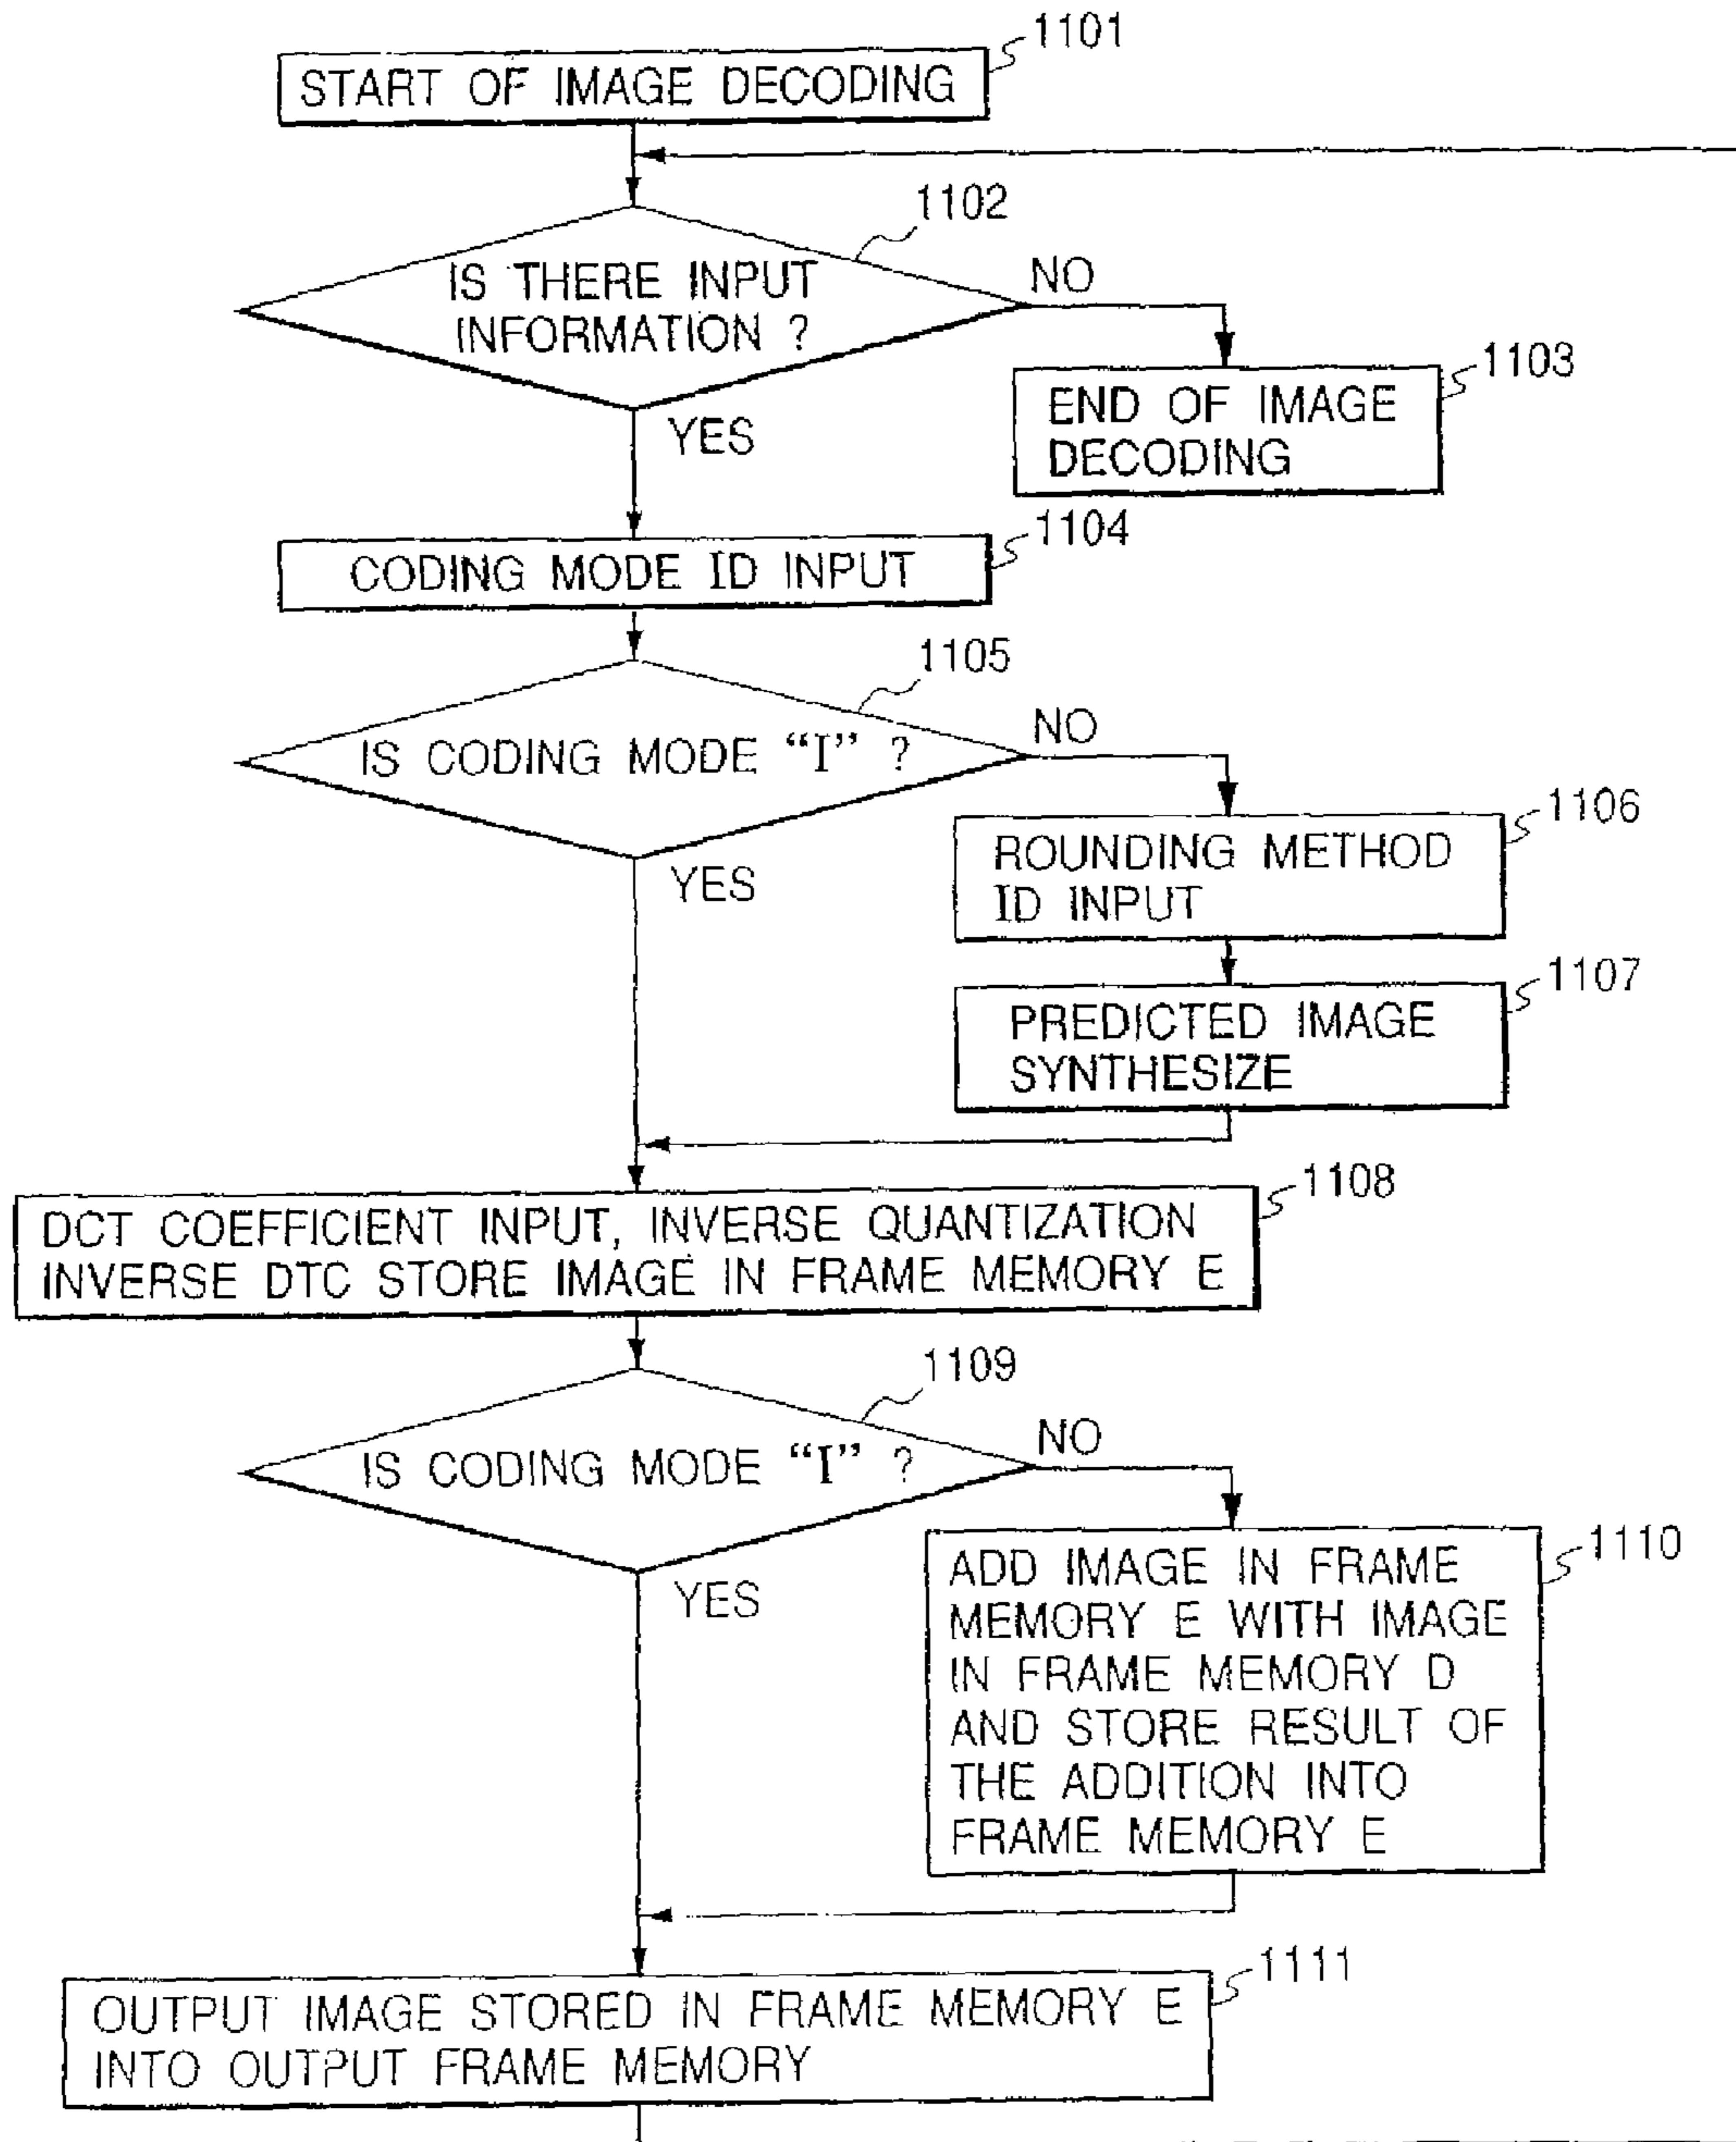 1101
START OF IMAGE DECODING
1102
IS THERE INPUT
INFORMATION ?
NO
1103
END OF IMAGE
DECODING
YES
1104
CODING MODE ID INPUT
1105
IS CODING MODE “I” ?
NO
1106
ROUNDING METHOD
ID INPUT
YES
1107
PREDICTED IMAGE
SYNTHESIZE
1108
DCT COEFFICIENT INPUT, INVERSE QUANTIZATION
INVERSE DTC STORE IMAGE IN FRAME MEMORY E
1109
IS CODING MODE “I” ?
NO
1110
ADD IMAGE IN FRAME
MEMORY E WITH IMAGE
IN FRAME MEMORY D
AND STORE RESULT OF
THE ADDITION INTO
FRAME MEMORY E
YES
1111
OUTPUT IMAGE STORED IN FRAME MEMORY E
INTO OUTPUT FRAME MEMORY